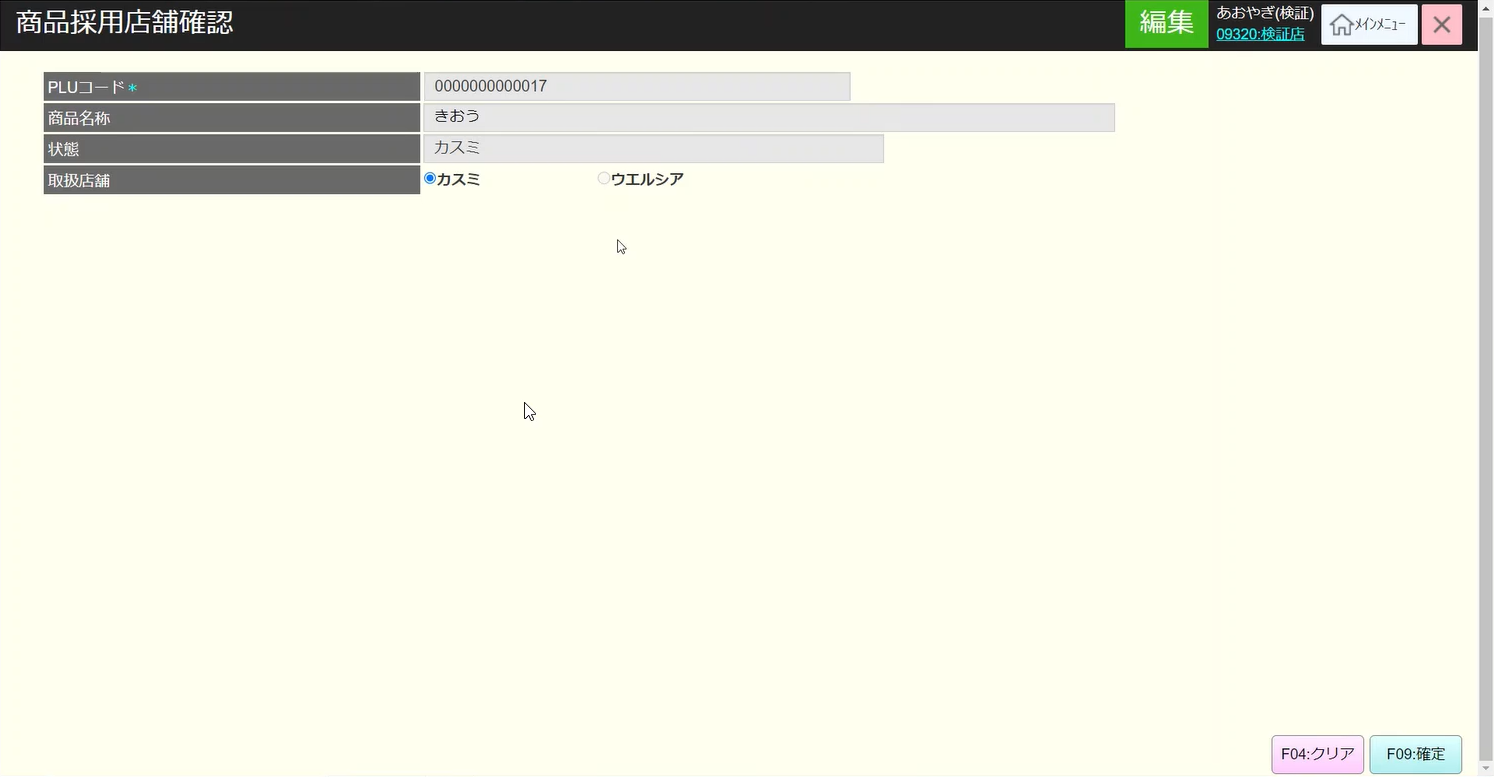 商品採用店舗確認
編集
あおやぎ(検証)
09320:検証店
ﾒｲﾝﾒﾆｭｰ
PLUコード*
0000000000017
商品名称
きおう
状態
カスミ
取扱店舗
カスミ ウエルシア
F04:クリア
F09:確定